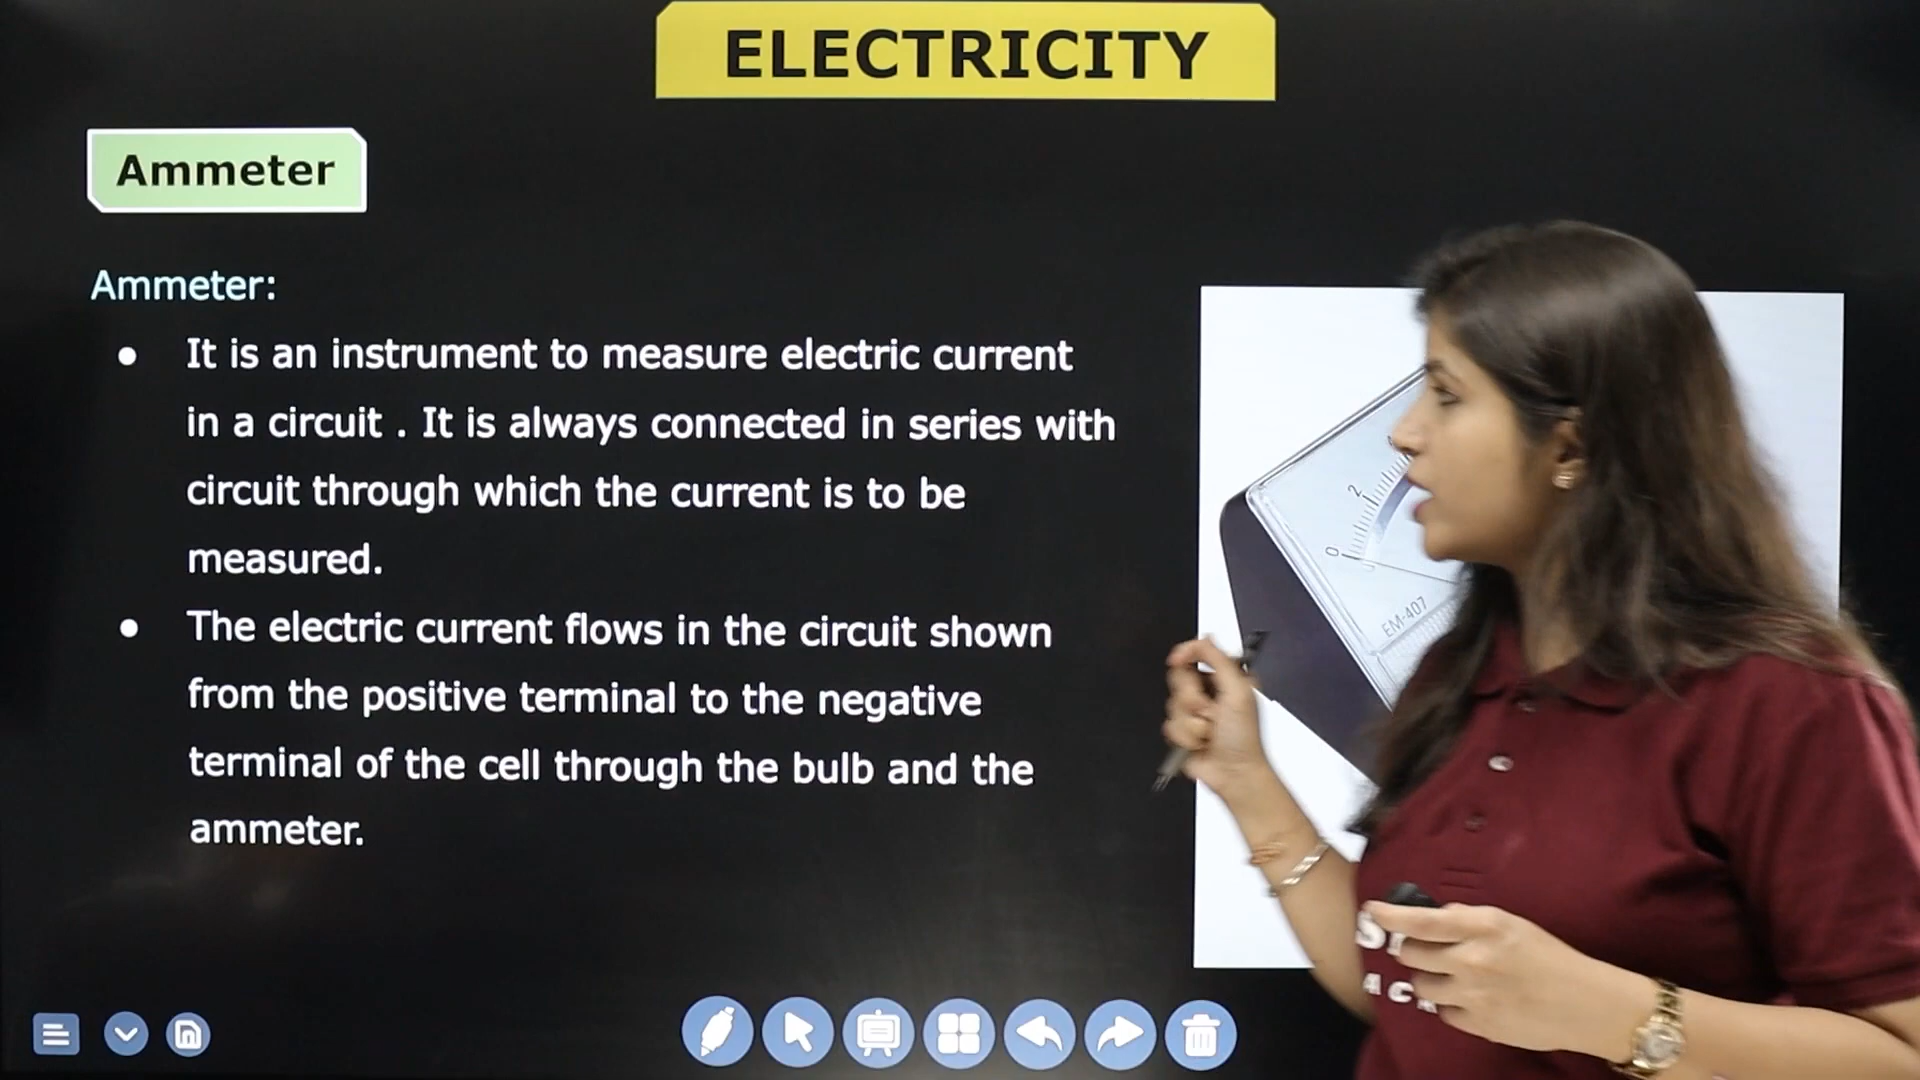 ELECTRICITY
Ammeter
Ammeter:
● It is an instrument to measure electric current
in a circuit . It is always connected in series with
circuit through which the current is to be
measured.
● The electric current flows in the circuit shown
from the positive terminal to the negative
terminal of the cell through the bulb and the
ammeter.
0
2
EM-407